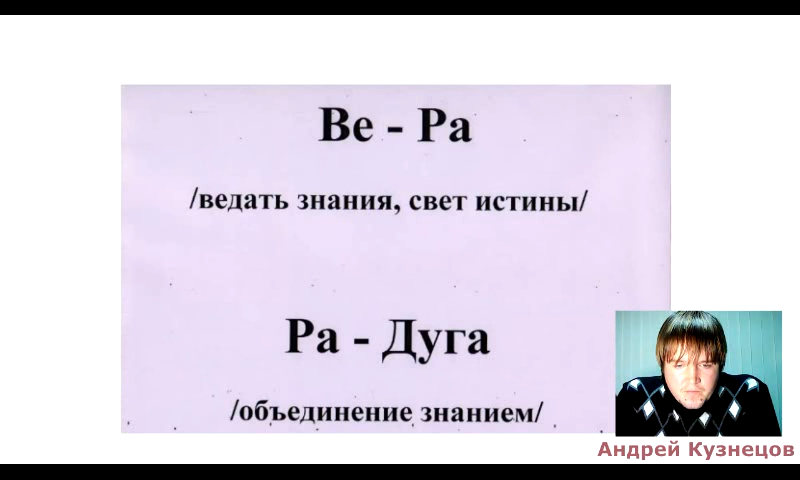 Ве - Ра
/ведать знания, свет истины/
Ра - Дуга
/объединение знанием/
Андрей Кузнецов